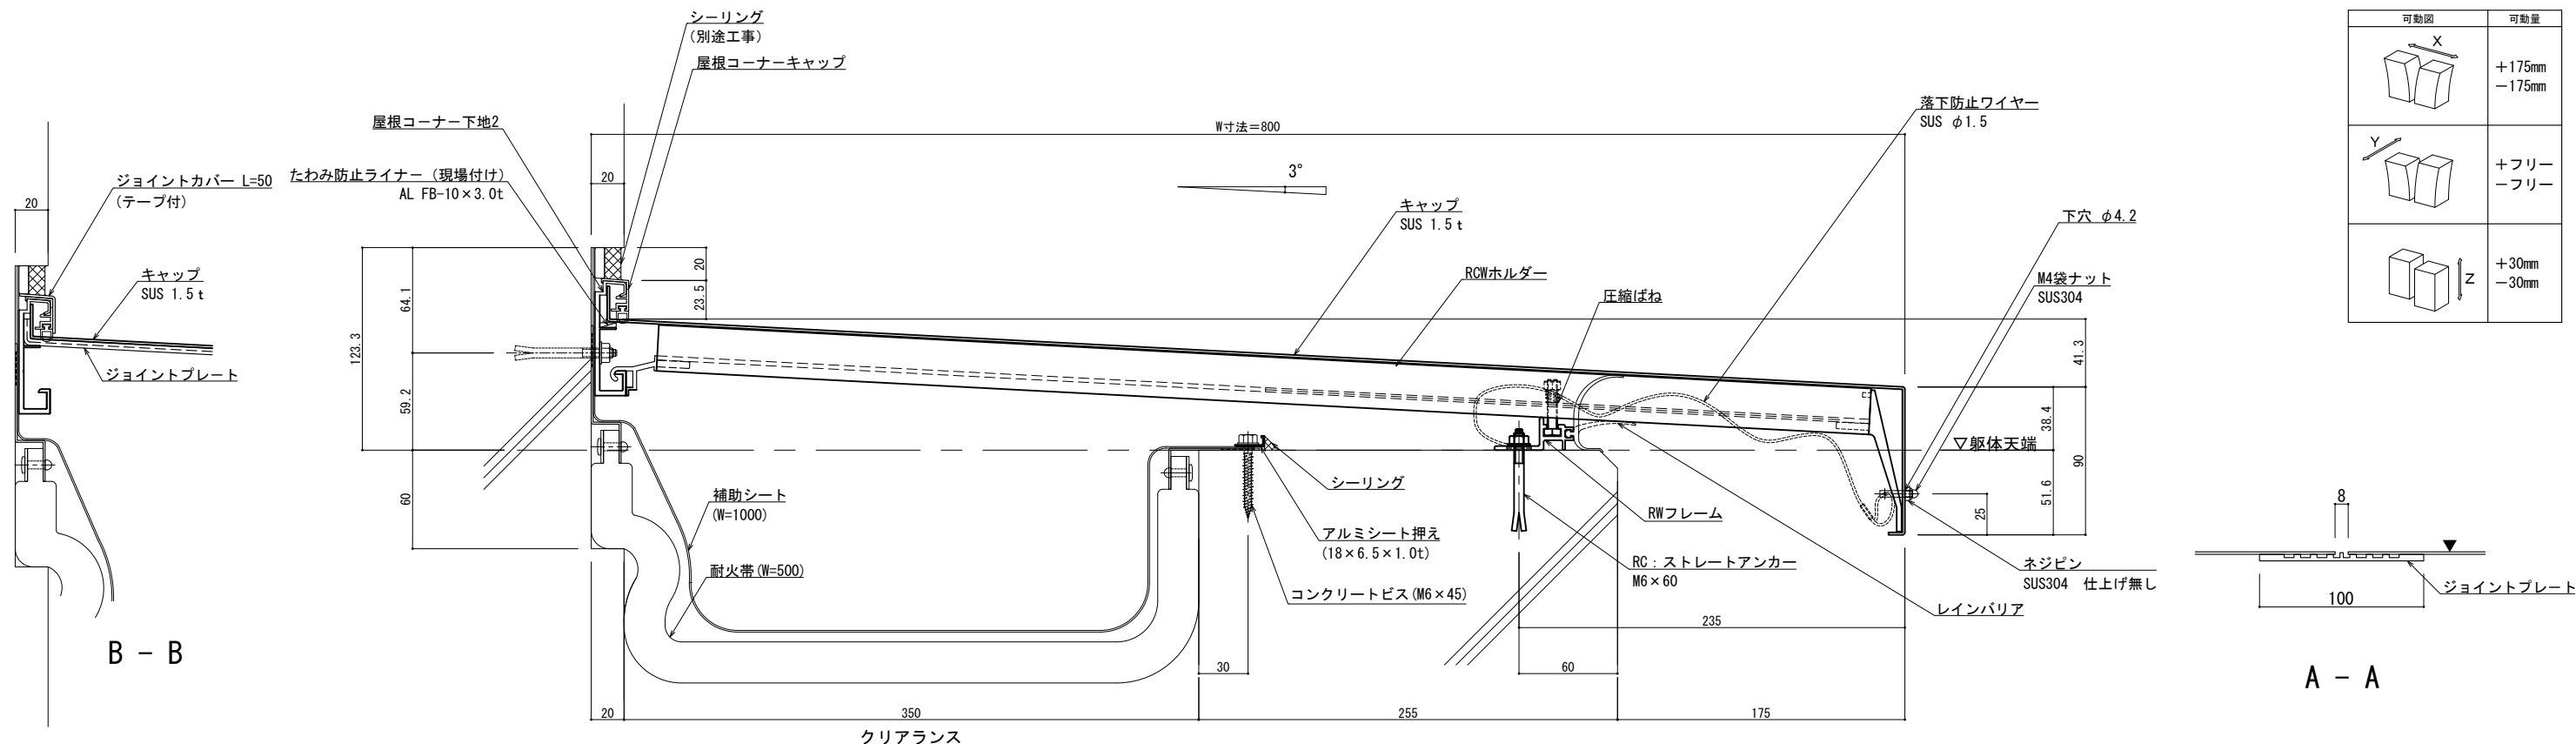 シーリング
(別途工事)
屋根コーナーキャップ
屋根コーナー下地2
たわみ防止ライナー (現場付け)
AL FB-10×3.0t
ジョイントカバー L=50
(テープ付)
20
キャップ
SUS 1.5t
ジョイントプレート
B - B
W寸法=800
20
3°
キャップ
SUS 1.5t
RCWホルダー
圧縮ばね
落下防止ワイヤー
SUS φ1.5
下穴 φ4.2
M4袋ナット
SUS304
20
23.5
64.1
123.3
59.2
60
41.3
38.4
90
51.6
25
▽躯体天端
補助シート
(W=1000)
耐火帯(W=500)
シーリング
アルミシート押え
(18×6.5×1.0t)
コンクリートビス(M6×45)
RWフレーム
RC:ストレートアンカー
M6×60
レインバリア
ネジピン
SUS304 仕上げ無し
235
30
60
20
350
255
175
クリアランス
可動図
可動量
X
+175mm
-175mm
Y
+フリー
-フリー
Z
+30mm
-30mm
8
ジョイントプレート
100
A - A